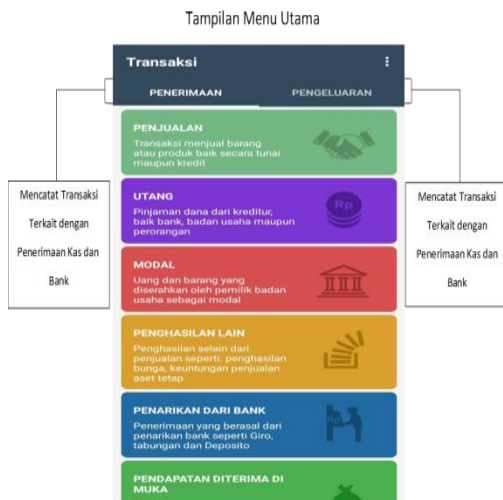 Tampilan Menu Utama
Transaksi
PENERIMAAN
PENGELUARAN
PENJUALAN
Transaksi menjual barang
atau produk baik secara tunai
maupun kredit
UTANG
Pinjaman dana dari kreditur,
baik bank, badan usaha maupun
perorangan
Rp
MODAL
Uang dan barang yang
diserahkan oleh pemilik badan
usaha sebagai modal
PENGHASILAN LAIN
Penghasilan selain dari
penjualan seperti: penghasilan
bunga, keuntungan penjualan
aset tetap
PENARIKAN DARI BANK
Penerimaan yang berasal dari
penarikan bank seperti Giro,
tabungan dan Deposito
PENDAPATAN DITERIMA DI
MUKA
Mencatat Transaksi
Terkait dengan
Penerimaan Kas dan
Bank
Mencatat Transaksi
Terkait dengan
Penerimaan Kas dan
Bank